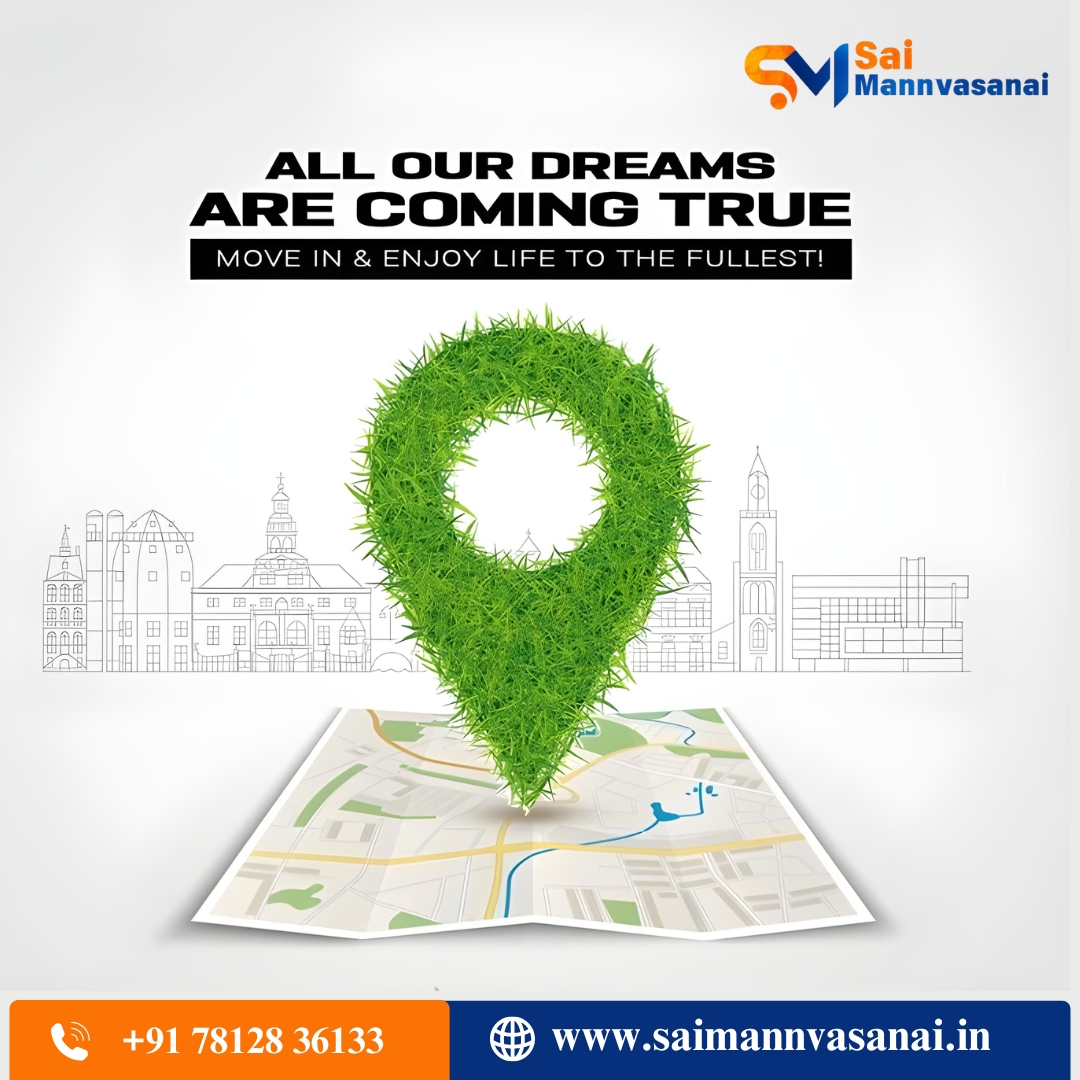 SM Sai
Mannvasanai
ALL OUR DREAMS
ARE COMING TRUE
MOVE IN & ENJOY LIFE TO THE FULLEST!
+91 78128 36133
www.saimannvasanai.in